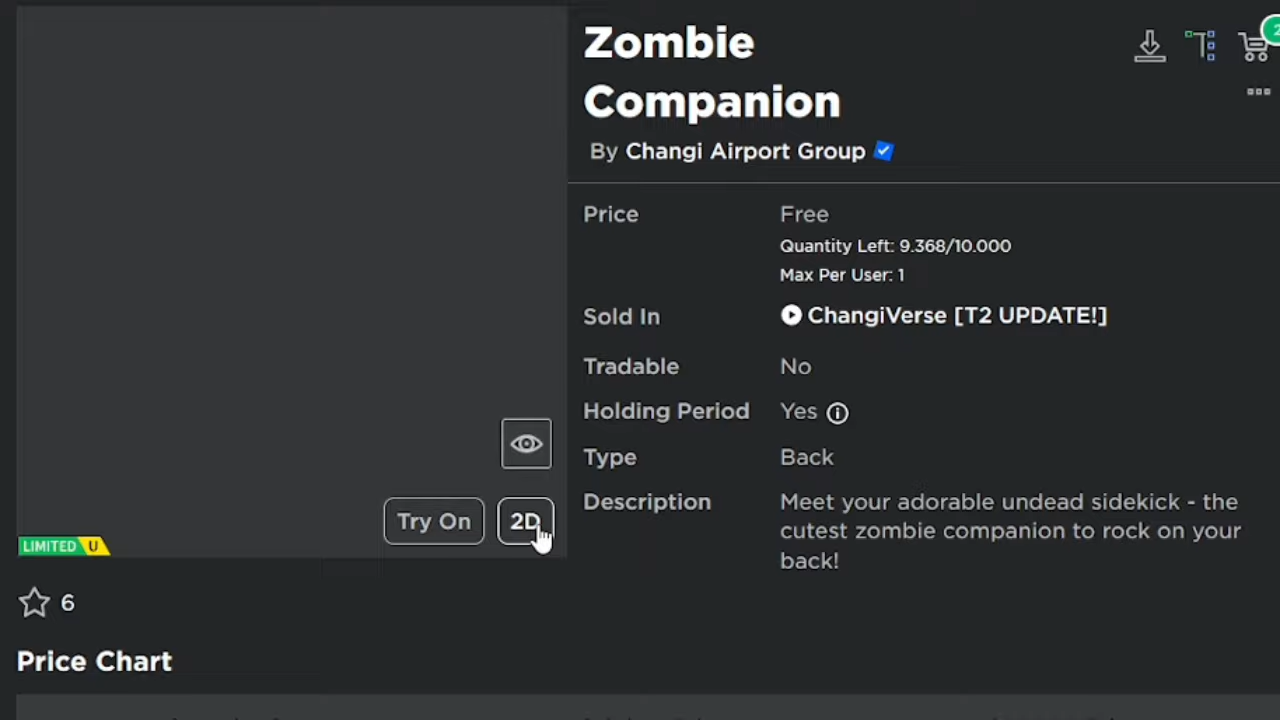 Zombie
Companion
2
By Changi Airport Group
Price Free
Quantity Left: 9.368/10.000
Max Per User: 1
Sold In ChangiVerse [T2 UPDATE!]
Tradable No
Holding Period Yes
Type Back
Try On 2D
Description Meet your adorable undead sidekick - the
cutest zombie companion to rock on your
back!
LIMITED U
6
Price Chart